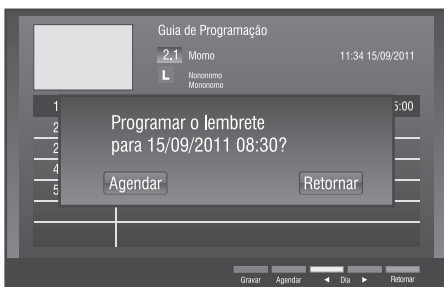 Guia de Programação
2.1 Momo
11:34 15/09/2011
L Nononnmo
Mononomo
1 5:00
2
2
4
5
Programar o lembrete
para 15/09/2011 08:30?
Agendar Retornar
Gravar Agendar ◄ Dia ► Retornar